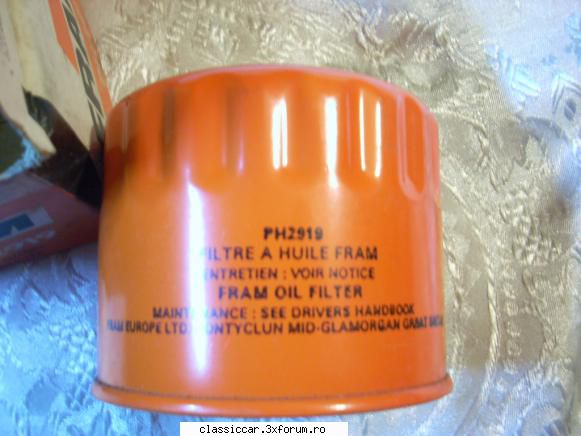 PH2919
FILTRE A HUILE FRAM
ENTRETIEN : VOIR NOTICE
FRAM OIL FILTER
MAINTENANCE : SEE DRIVERS HANDBOOK
FRAM EUROPE LTD. PONTYCLUN MID-GLAMORGAN GREAT
classiccar.3xforum.ro